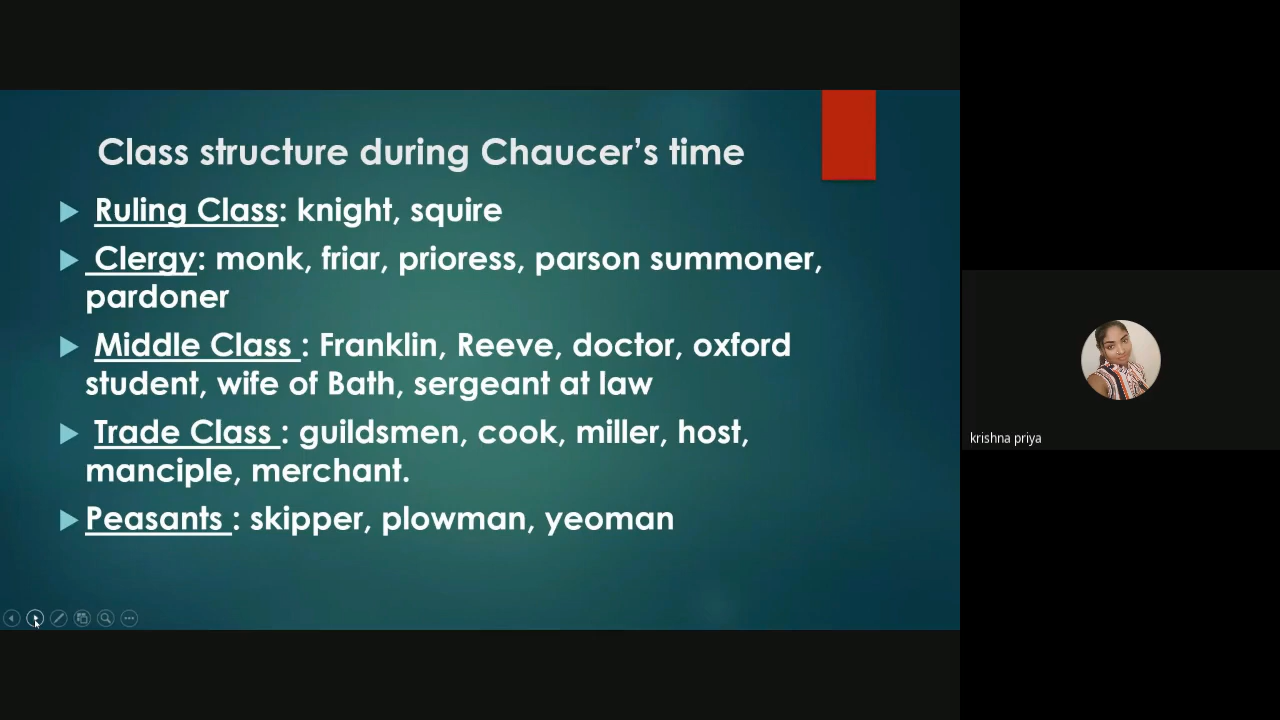 Class structure during Chaucer's time
Ruling Class: knight, squire
Clergy: monk, friar, prioress, parson summoner,
pardoner
Middle Class : Franklin, Reeve, doctor, oxford
student, wife of Bath, sergeant at law
Trade Class : guildsmen, cook, miller, host,
manciple, merchant.
Peasants : skipper, plowman, yeoman
krishna priya